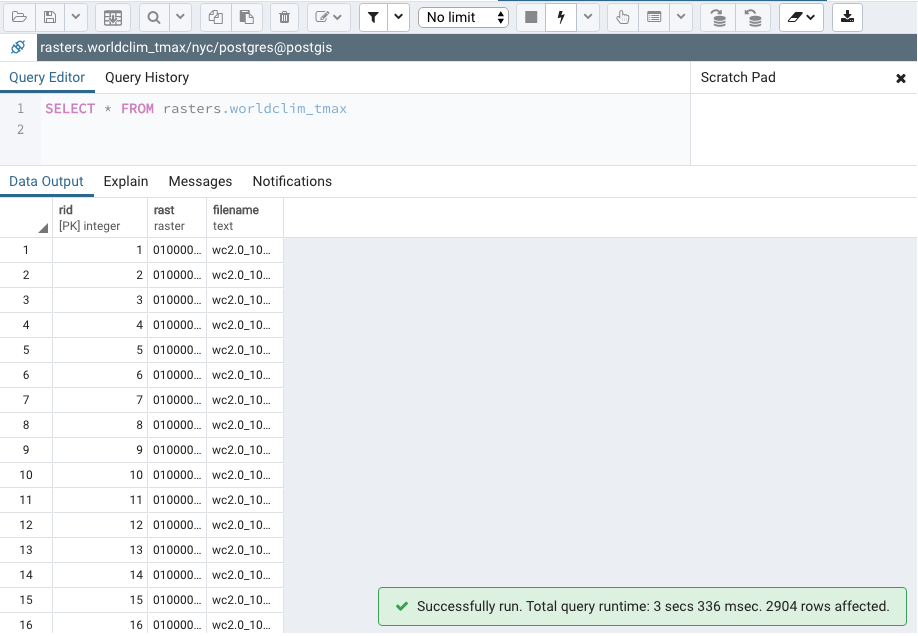 No limit
rasters.worldclim_tmax/nyc/postgres@postgis
Query Editor Query History Scratch Pad
1 SELECT * FROM rasters.worldclim_tmax
2
Data Output Explain Messages Notifications
rid rast filename
[PK] integer raster text
1 1 010000... wc2.0_10...
2 2 010000... wc2.0_10...
3 3 010000... wc2.0_10...
4 4 010000... wc2.0_10...
5 5 010000... wc2.0_10...
6 6 010000... wc2.0_10...
7 7 010000... wc2.0_10...
8 8 010000... wc2.0_10...
9 9 010000... wc2.0_10...
10 10 010000... wc2.0_10...
11 11 010000... wc2.0_10...
12 12 010000... wc2.0_10...
13 13 010000... wc2.0_10...
14 14 010000... wc2.0_10...
15 15 010000... wc2.0_10...
16 16 010000... wc2.0_10...
Successfully run. Total query runtime: 3 secs 336 msec. 2904 rows affected.